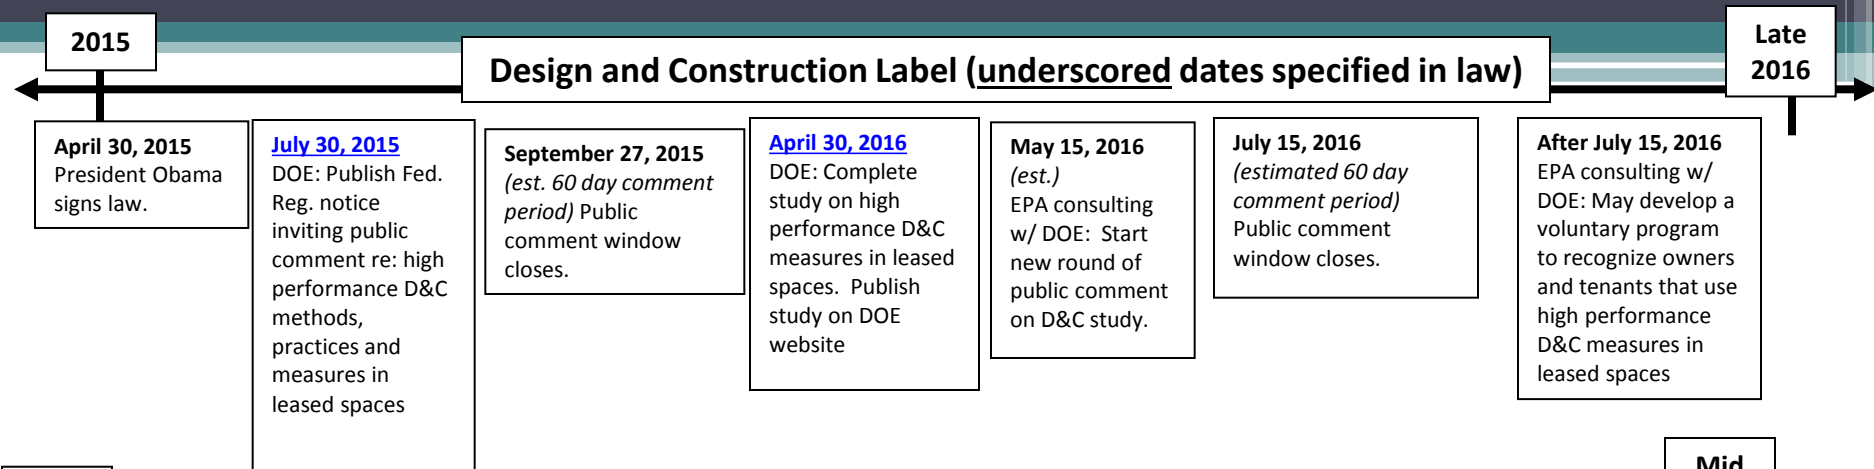 2015
Late
2016
Design and Construction Label (underscored dates specified in law)
April 30, 2015
President Obama
signs law.
July 30, 2015
DOE: Publish Fed.
Reg. notice
inviting public
comment re: high
performance D&C
methods,
practices and
measures in
leased spaces
September 27, 2015
(est. 60 day comment
period) Public
comment window
closes.
April 30, 2016
DOE: Complete
study on high
performance D&C
measures in leased
spaces. Publish
study on DOE
website
May 15, 2016
(est.)
EPA consulting
w/ DOE: Start
new round of
public comment
on D&C study.
July 15, 2016
(estimated 60 day
comment period)
Public comment
window closes.
After July 15, 2016
EPA consulting w/
DOE: May develop a
voluntary program
to recognize owners
and tenants that use
high performance
D&C measures in
leased spaces
Mid